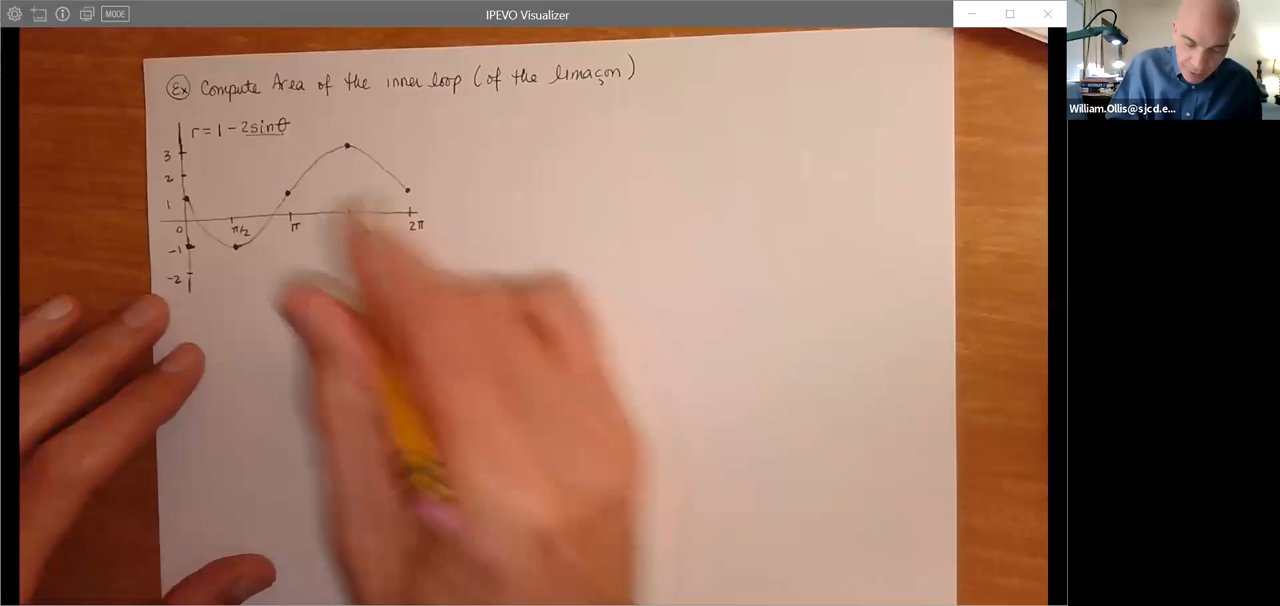 IPEVO Visualizer
MODE
William.Ollis@sjcd.e...
Ex Compute Area of the inner loop (of the limaçon)
r = 1 - 2sinθ
3
2
1
0 π/2 π 2π
-1
-2